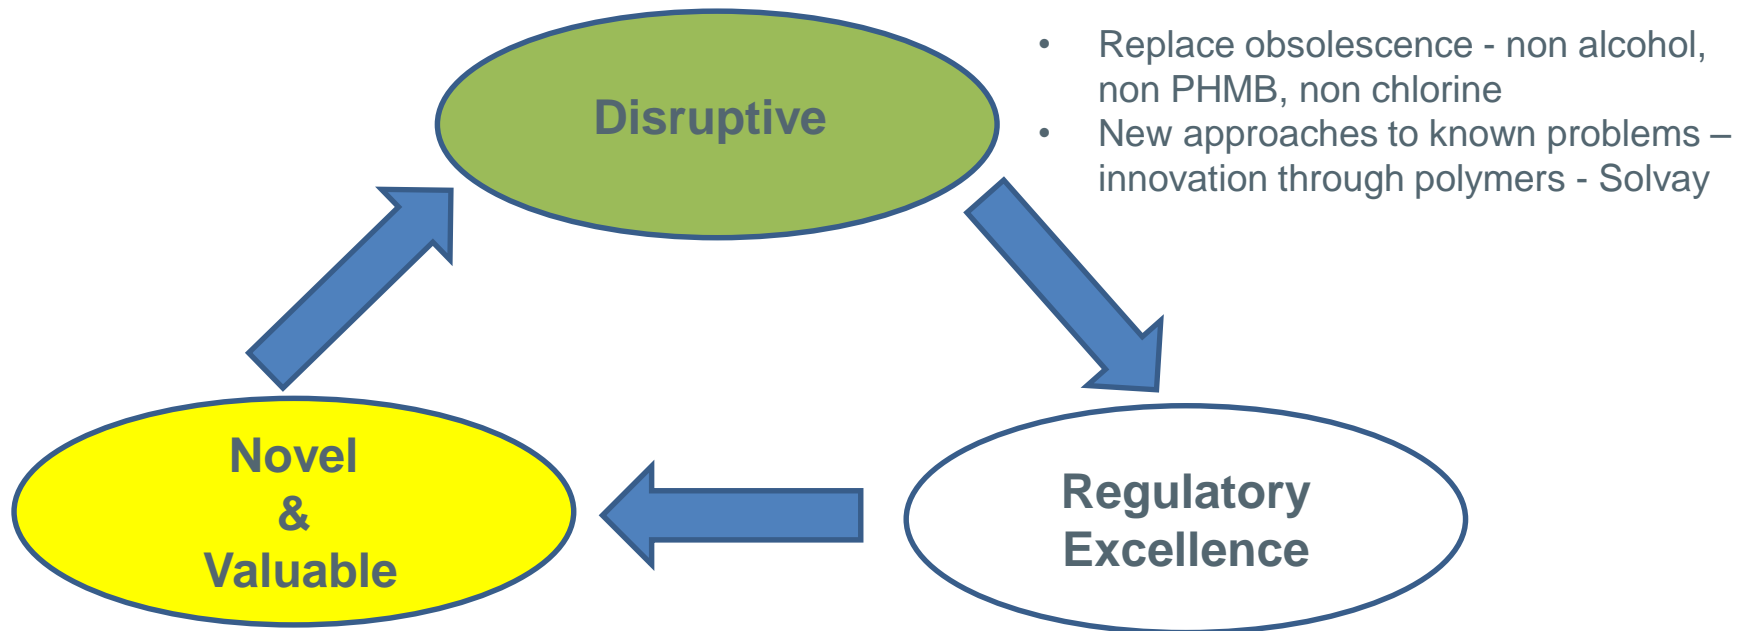 Disruptive
• Replace obsolescence - non alcohol,
non PHMB, non chlorine
• New approaches to known problems –
innovation through polymers - Solvay
Novel
&
Valuable
Regulatory
Excellence